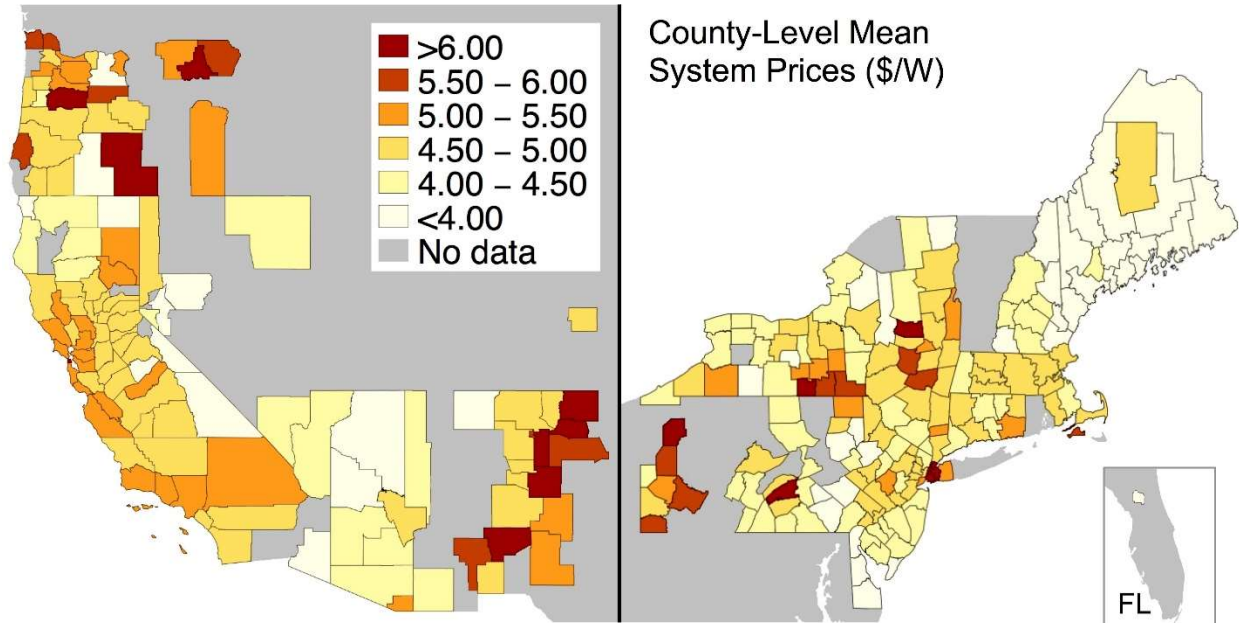 >6.00
5.50 – 6.00
5.00 – 5.50
4.50 – 5.00
4.00 – 4.50
<4.00
No data
County-Level Mean
System Prices ($/W)
FL